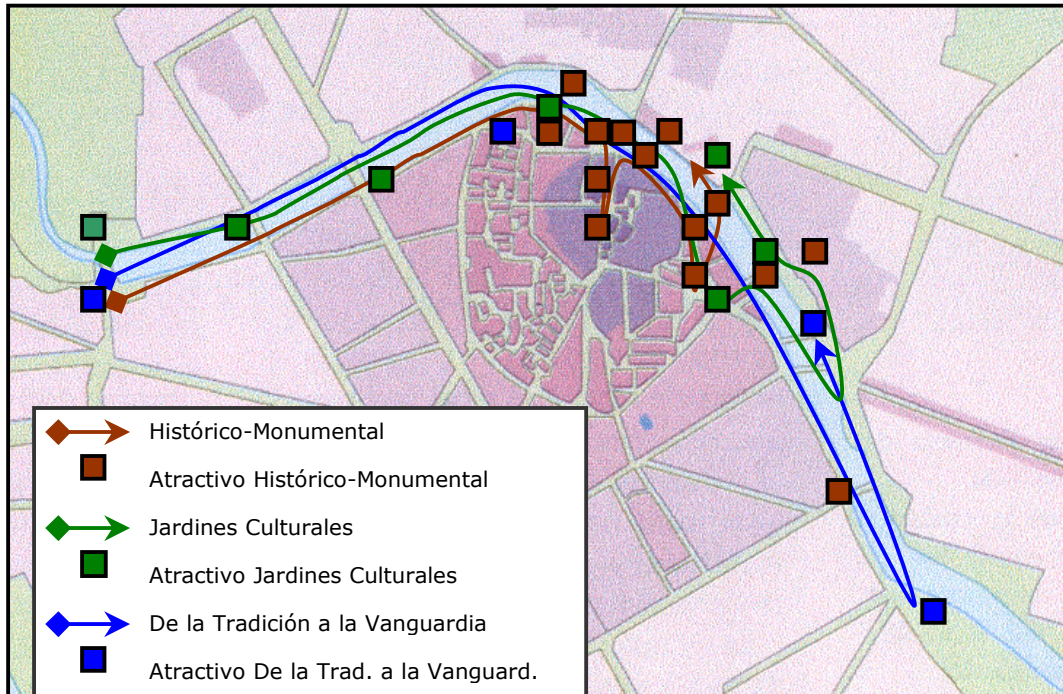 Histórico-Monumental
Atractivo Histórico-Monumental
Jardines Culturales
Atractivo Jardines Culturales
De la Tradición a la Vanguardia
Atractivo De la Trad. a la Vanguard.